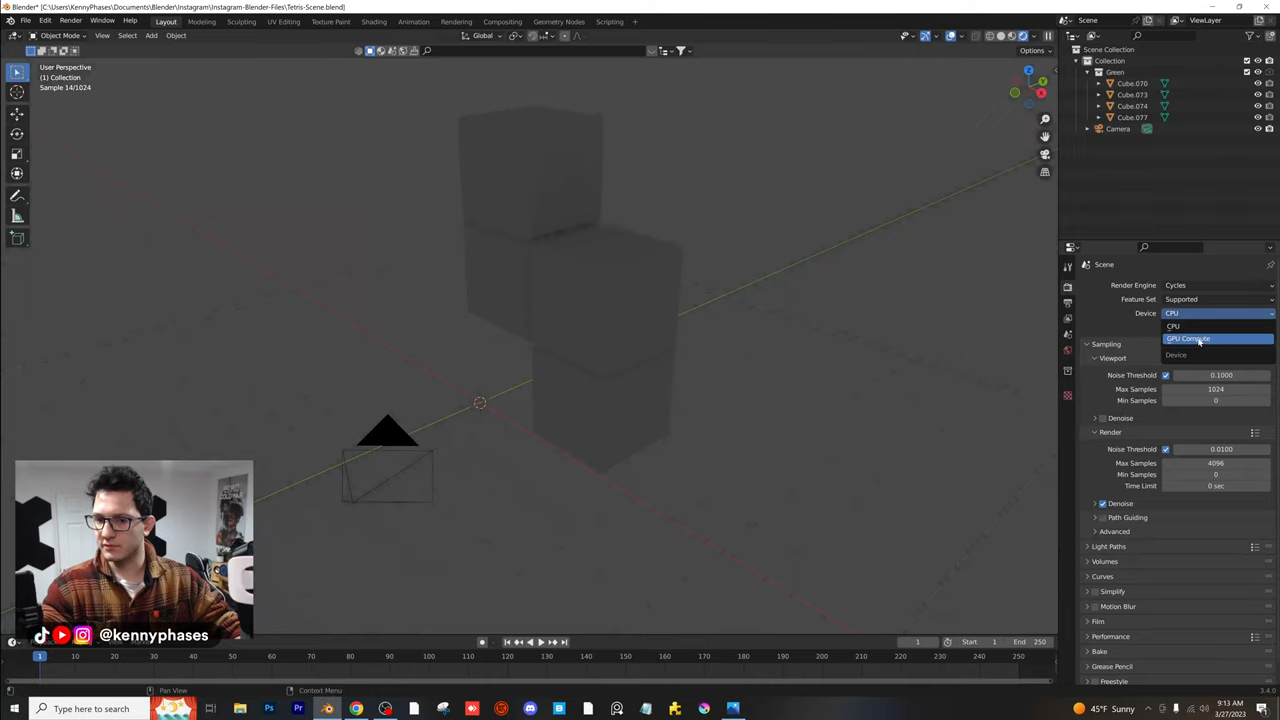 Blender* [C:\Users\KennyPhases\Documents\Blender\Instagram\Instagram-Blender-Files\Tetris-Scene.blend]
File Edit Render Window Help Layout Modeling Sculpting UV Editing Texture Paint Shading Animation Rendering Compositing Geometry Nodes Scripting Scene ViewLayer
Object Mode View Select Add Object Global
Options
User Perspective
(1) Collection
Sample 14/1024
Scene Collection
Collection
Green
Cube.070
Cube.073
Cube.074
Cube.077
Camera
Z
Y
X
Scene
Render Engine Cycles
Feature Set Supported
Device CPU
CPU
GPU Compute
Device
Sampling
Viewport
Noise Threshold 0.1000
Max Samples 1024
Min Samples 0
Denoise
Render
Noise Threshold 0.0100
Max Samples 4096
Min Samples 0
Time Limit 0 sec
Denoise
Path Guiding
Advanced
Light Paths
Volumes
Curves
Simplify
Motion Blur
Film
Performance
Bake
Grease Pencil
Freestyle
@kennyphases
1 Start 1 End 250
1 70 80 90 100 110 120 130 140 150 160 170 180 190 200 210 220 230 240 250
Pan View Context Menu 3.4.0
Type here to search
45°F Sunny
9:13 AM
3/27/2023